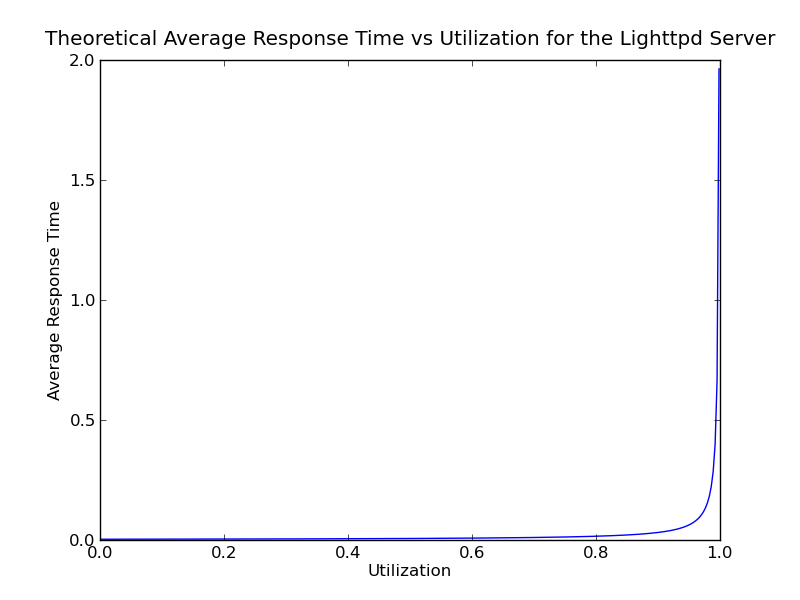 Theoretical Average Response Time vs Utilization for the Lighttpd Server
2.0
1.5
1.0
0.5
0.0
Average Response Time
0.0 0.2 0.4 0.6 0.8 1.0
Utilization